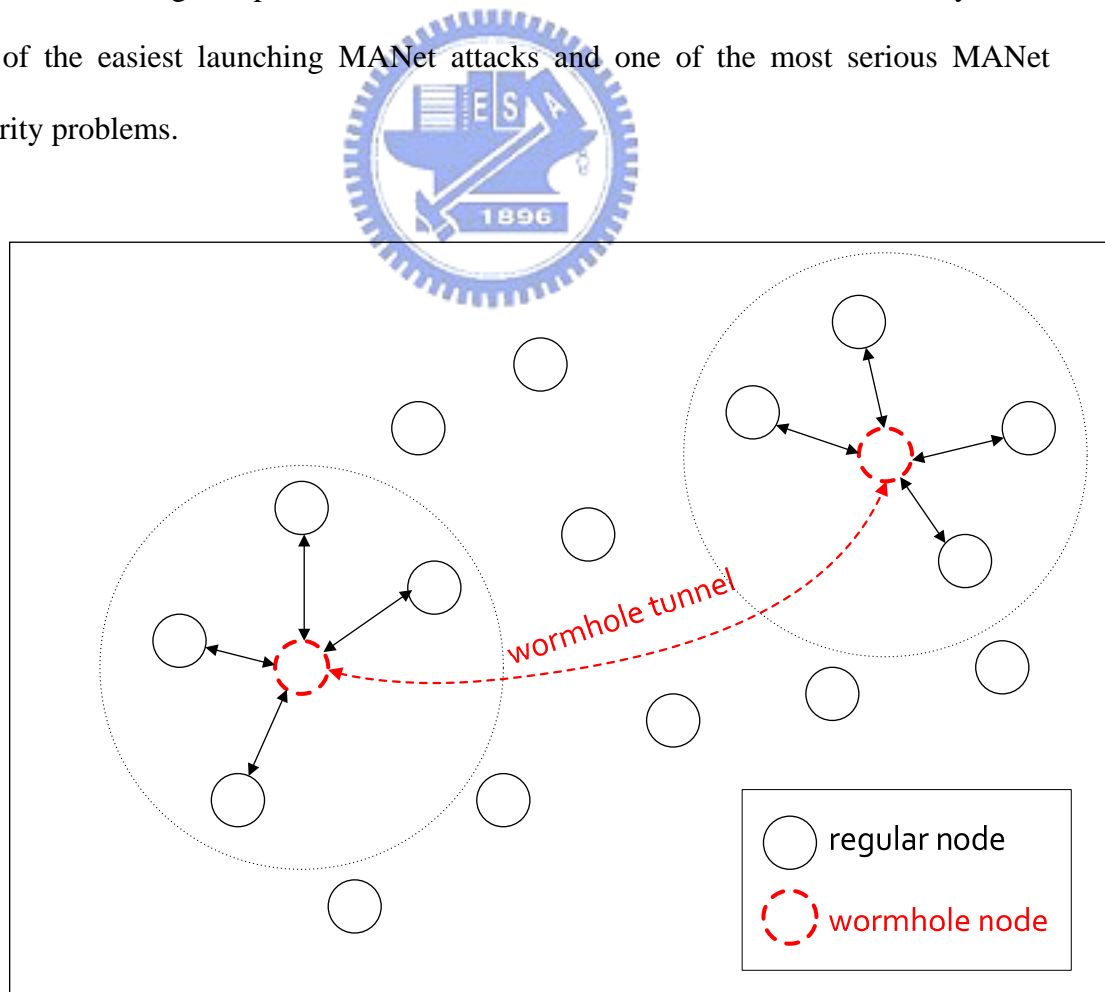 of the easiest launching MANet attacks and one of the most serious MANet
rity problems.
E S A
1896
wormhole tunnel
regular node
wormhole node